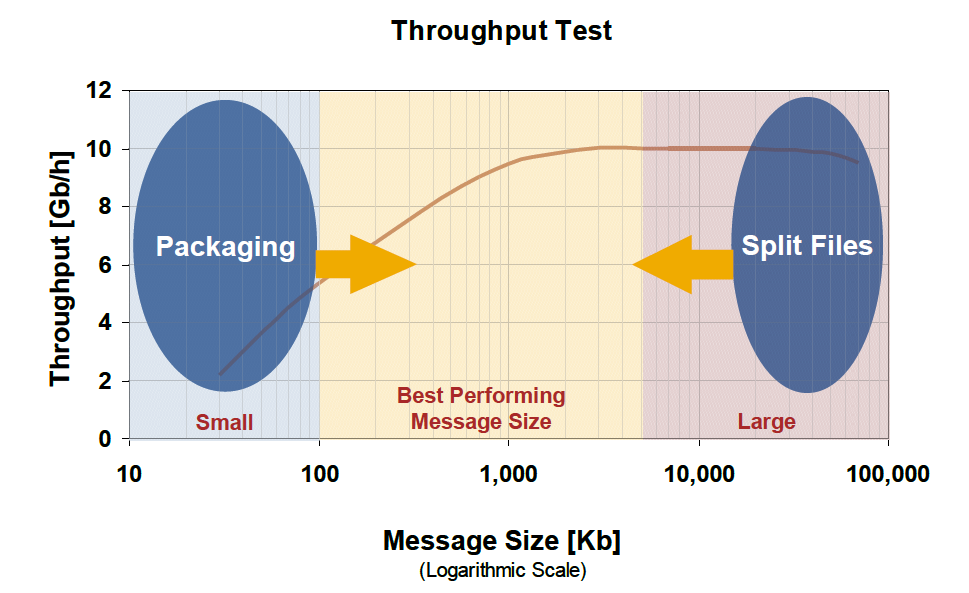 Throughput Test
Throughput [Gb/h]
12
10
8
6
4
2
0
Packaging
Split Files
Small
Best Performing
Message Size
Large
10
100
1,000
10,000
100,000
Message Size [Kb]
(Logarithmic Scale)